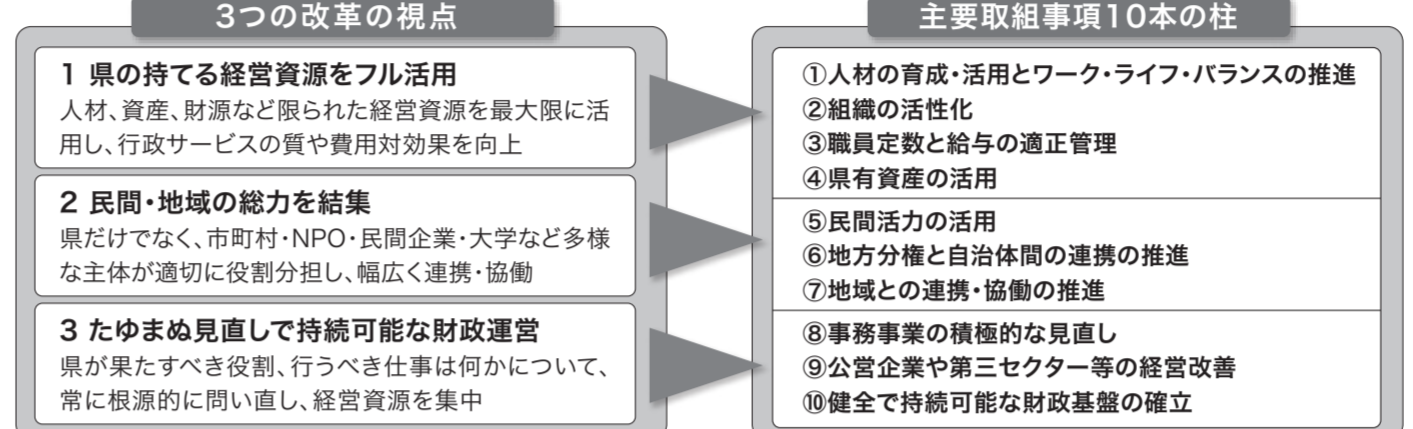 3つの改革の視点
1 県の持てる経営資源をフル活用
人材、資産、財源など限られた経営資源を最大限に活
用し、行政サービスの質や費用対効果を向上
2 民間・地域の総力を結集
県だけでなく、市町村・NPO・民間企業・大学など多様
な主体が適切に役割分担し、幅広く連携・協働
3 たゆまぬ見直しで持続可能な財政運営
県が果たすべき役割、行うべき仕事は何かについて、
常に根源的に問い直し、経営資源を集中
主要取組事項10本の柱
①人材の育成・活用とワーク・ライフ・バランスの推進
②組織の活性化
③職員定数と給与の適正管理
④県有資産の活用
⑤民間活力の活用
⑥地方分権と自治体間の連携の推進
⑦地域との連携・協働の推進
⑧事務事業の積極的な見直し
⑨公営企業や第三セクター等の経営改善
⑩健全で持続可能な財政基盤の確立